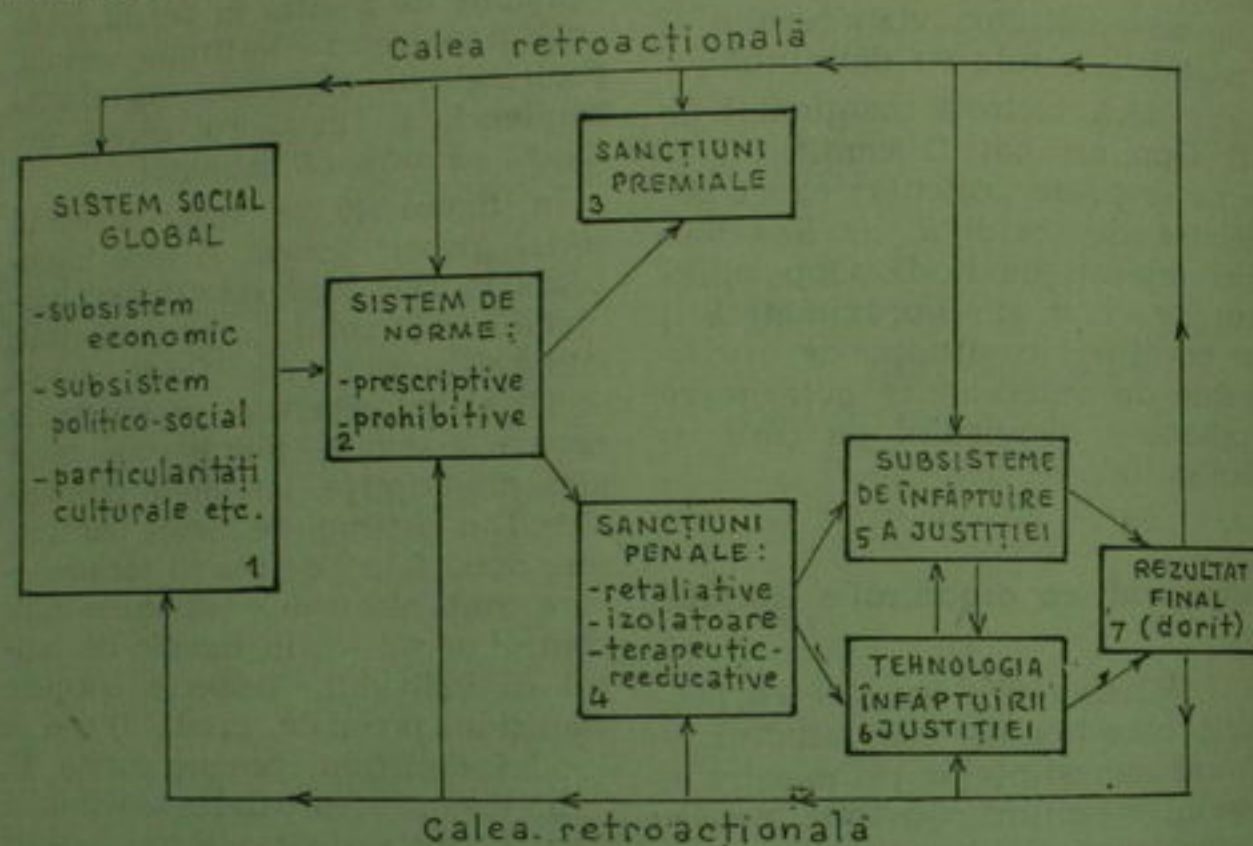 Calea retroacțională
SISTEM SOCIAL
GLOBAL
-subsistem
economic
-subsistem
politico-social
-particularități
culturale etc.
1
SISTEM DE
NORME:
-prescriptive
-prohibitive
2
SANCȚIUNI
PREMIALE
3
SANCȚIUNI
PENALE:
-retaliative
-izolatoare
-terapeutic-
reeducative
4
SUBSISTEME
DE ÎNFĂPTUIRE
5 A JUSTIȚIEI
TEHNOLOGIA
ÎNFĂPTUIRII
6 JUSTIȚIEI
REZULTAT
FINAL
7 (dorit)
Calea. retroacțională